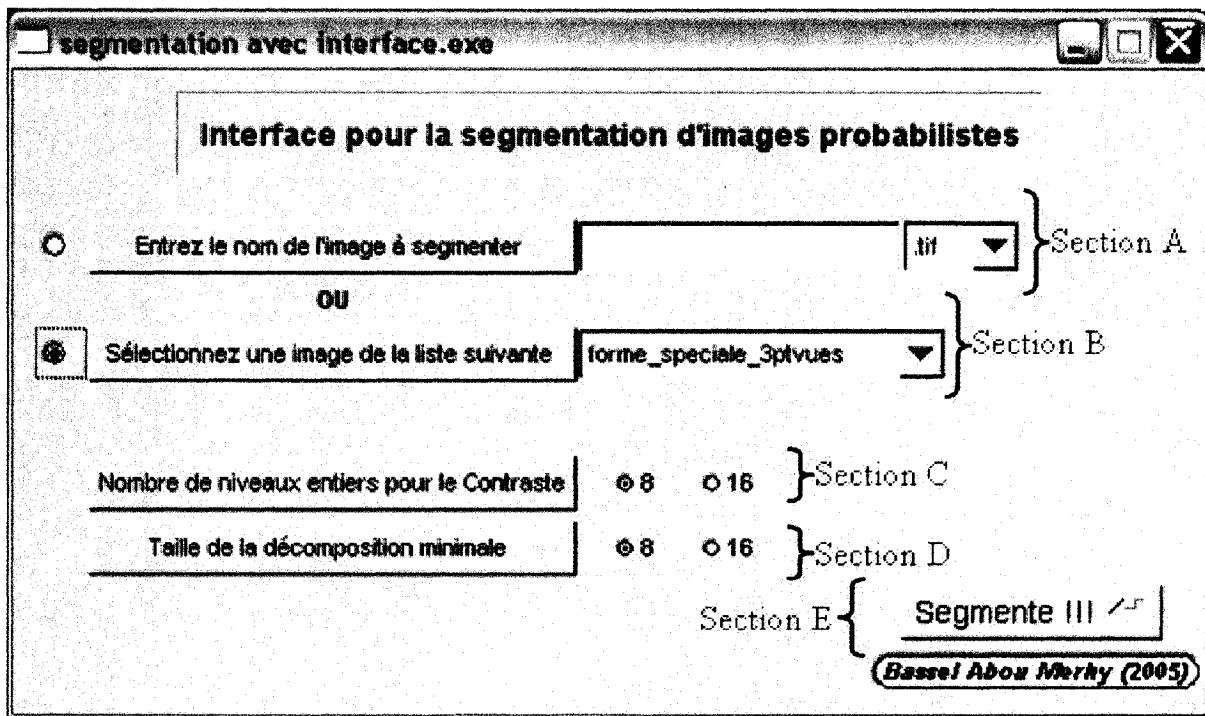 segmentation avec interface.exe
Interface pour la segmentation d'images probabilistes
Entrez le nom de l'image à segmenter .tif Section A
OU
Sélectionnez une image de la liste suivante forme_speciale_3ptvues Section B
Nombre de niveaux entiers pour le Contraste 8 16 Section C
Taille de la décomposition minimale 8 16 Section D
Section E Segmente III
Bassel Abou Merhy (2005)